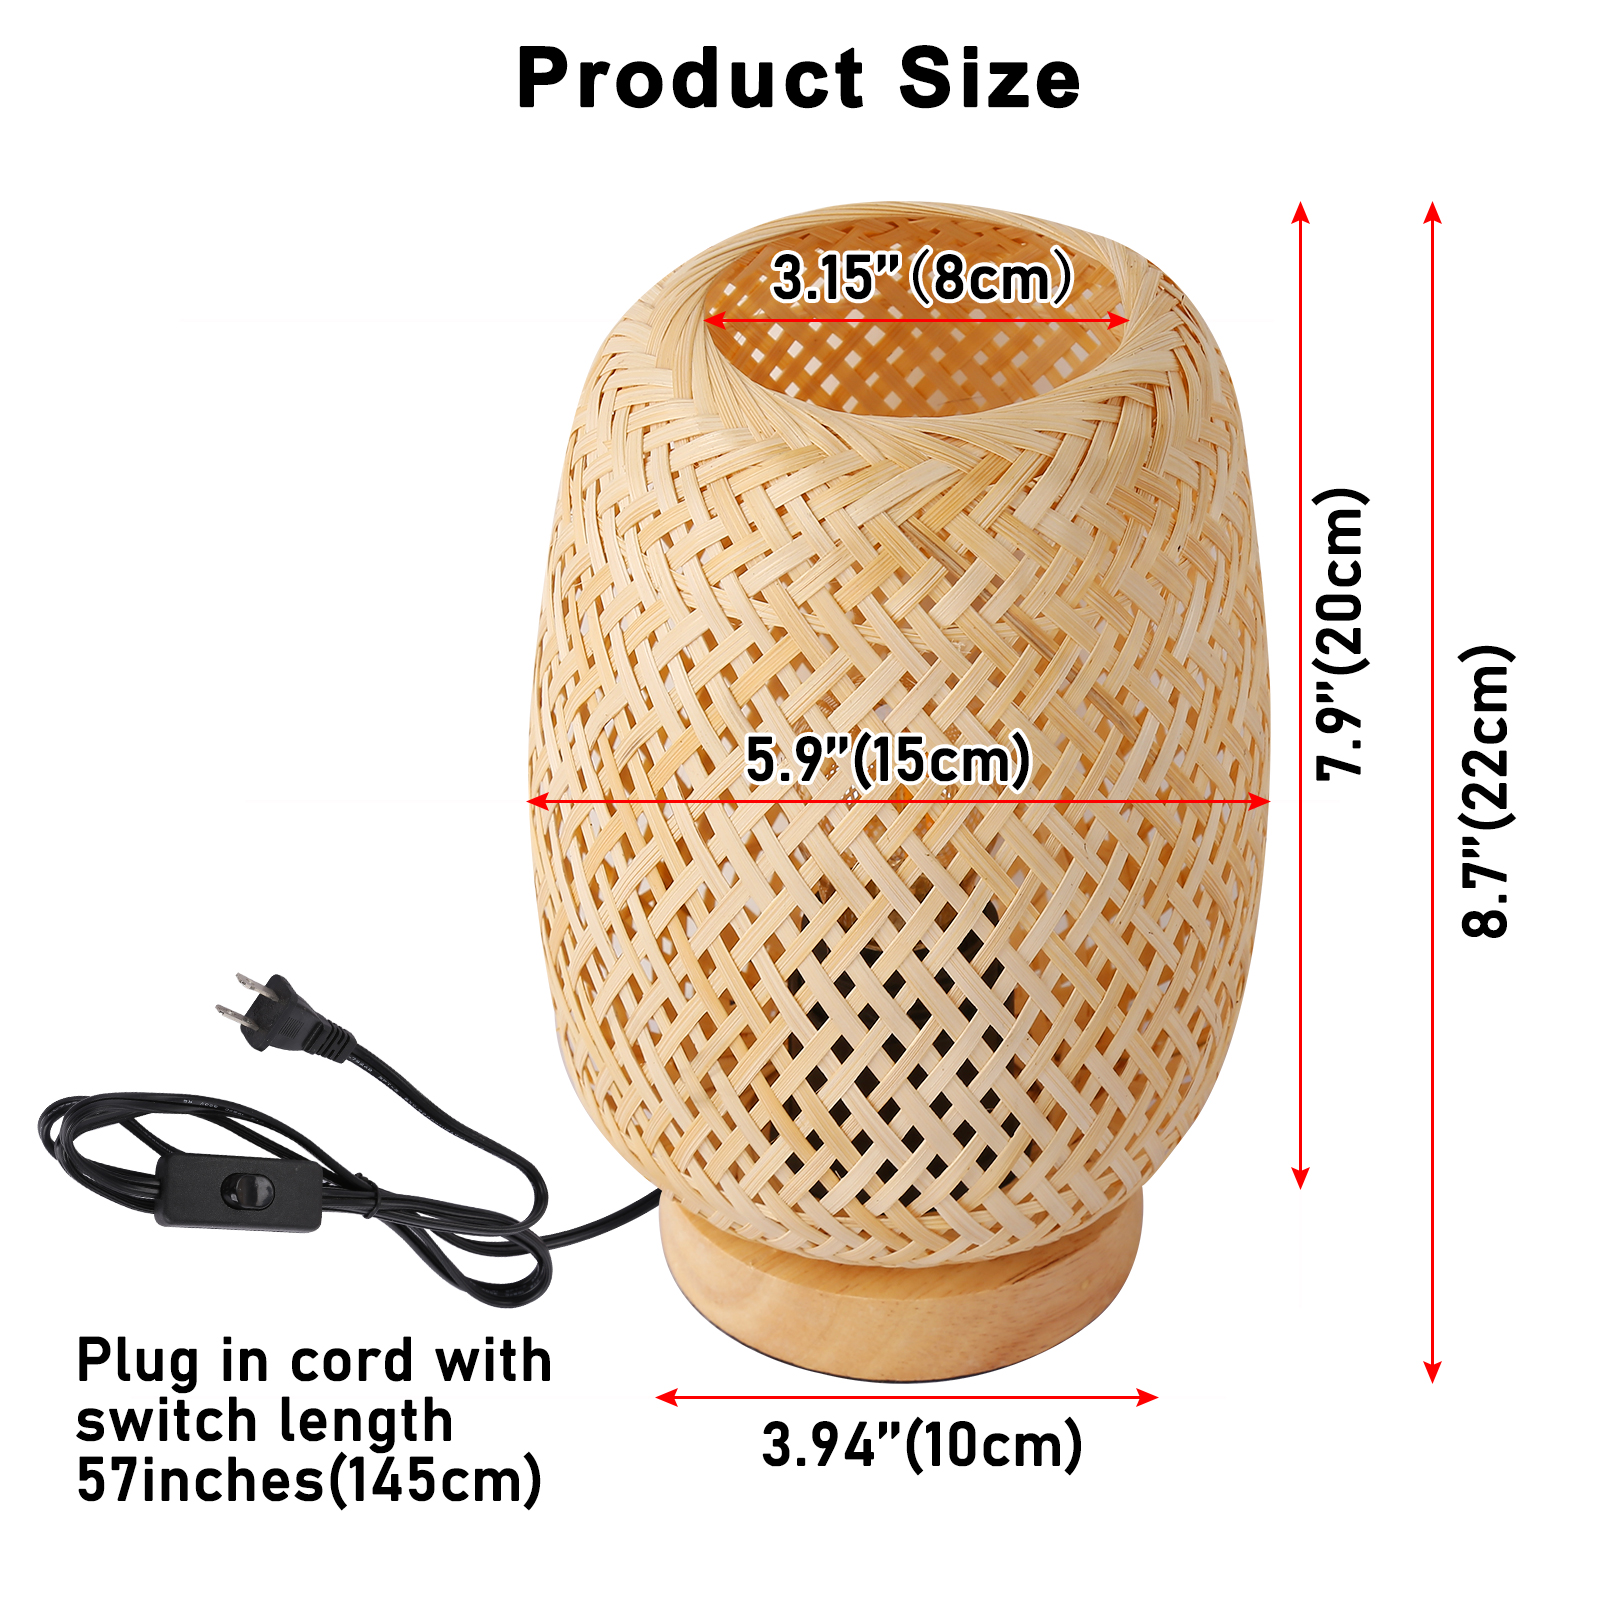 Product Size
3.15”(8cm)
5.9”(15cm)
7.9”(20cm)
8.7”(22cm)
3.94”(10cm)
Plug in cord with
switch length
57inches(145cm)